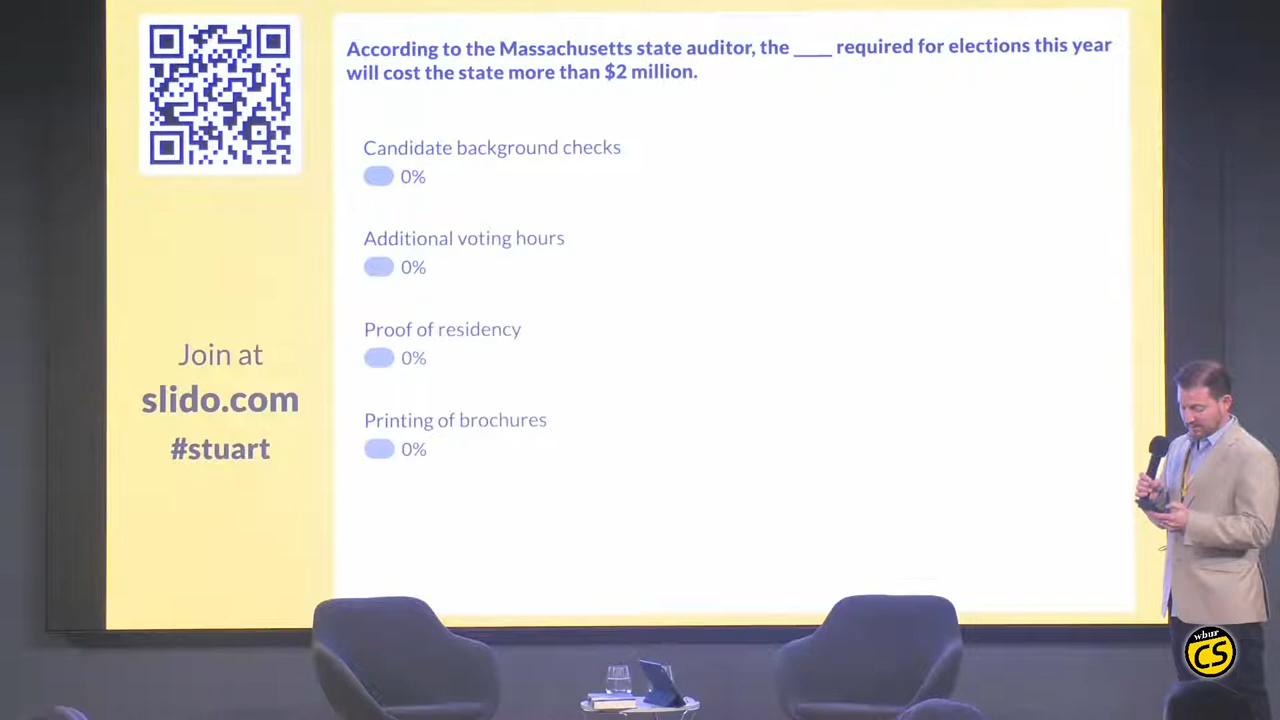 According to the Massachusetts state auditor, the ____ required for elections this year
will cost the state more than $2 million.
Candidate background checks
0%
Additional voting hours
0%
Proof of residency
0%
Printing of brochures
0%
Join at
slido.com
#stuart
wbur
CS